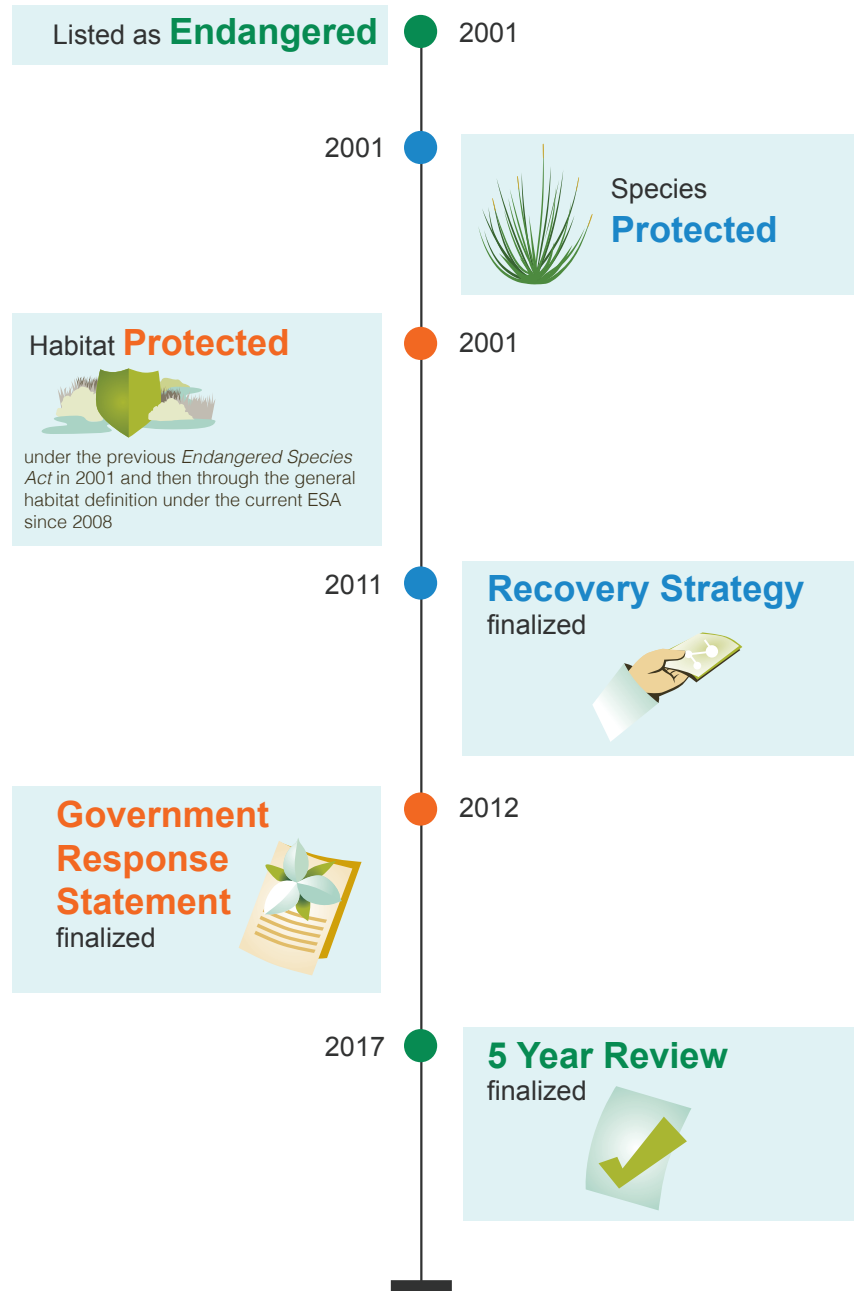 Listed as Endangered
2001
2001
Species
Protected
Habitat Protected
under the previous Endangered Species
Act in 2001 and then through the general
habitat definition under the current ESA
since 2008
2001
2011
Recovery Strategy
finalized
Government
Response
Statement
finalized
2012
2017
5 Year Review
finalized